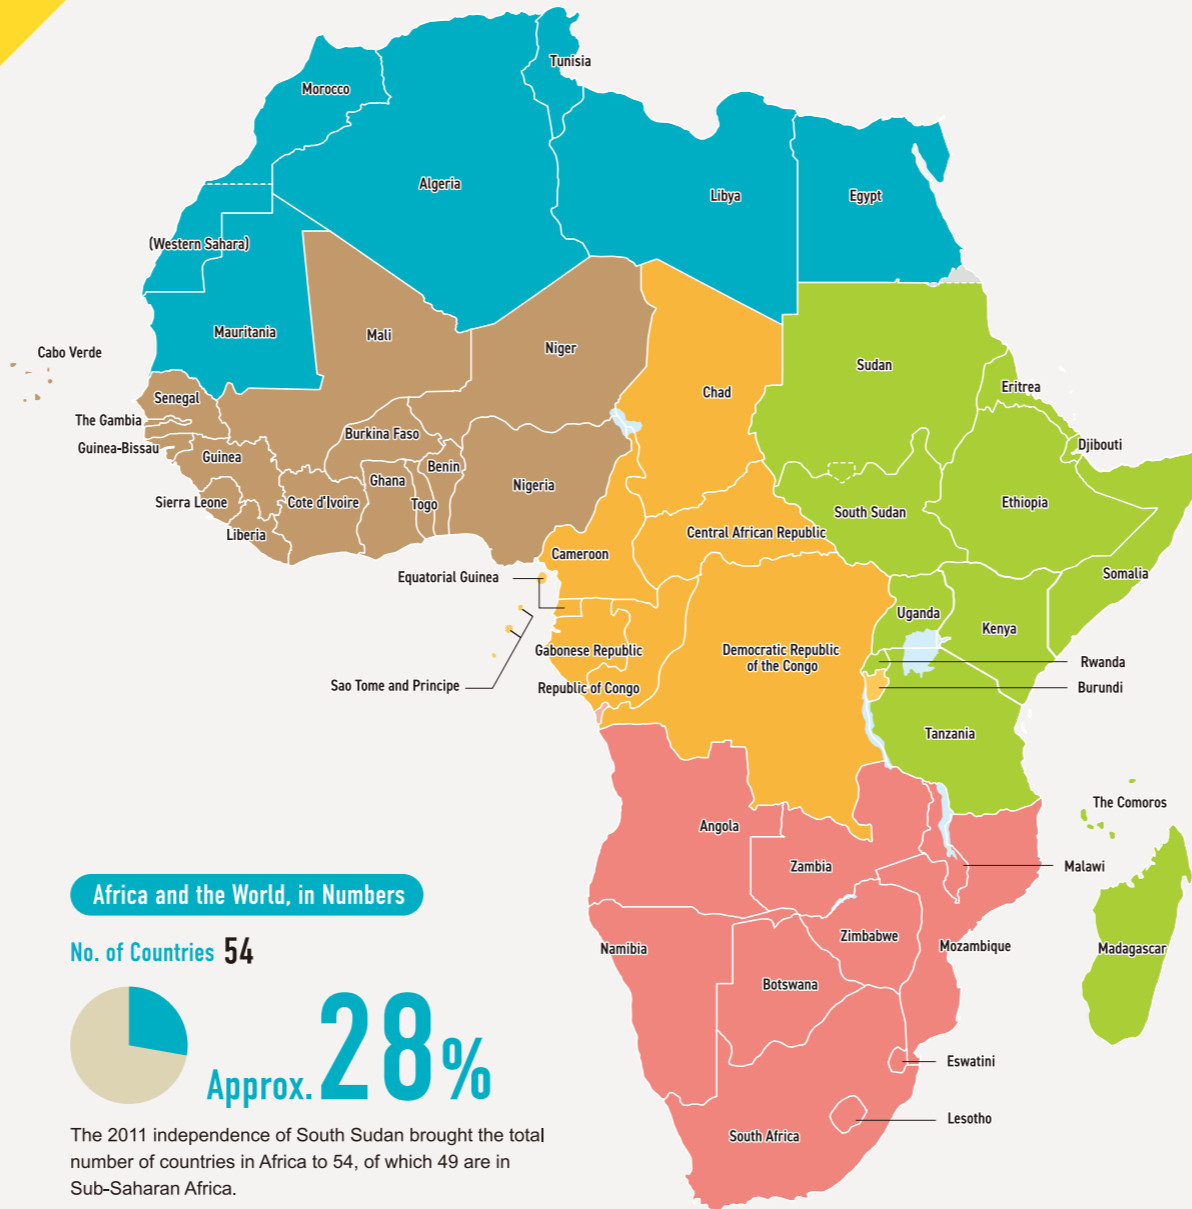 Tunisia
Morocco
Algeria
Libya
Egypt
(Western Sahara)
Mauritania
Mali
Niger
Cabo Verde
Sudan
Chad
Eritrea
Senegal
The Gambia
Burkina Faso
Djibouti
Guinea-Bissau
Guinea
Benin
Ghana
Nigeria
Sierra Leone
Cote d'Ivoire
Togo
Ethiopia
South Sudan
Liberia
Central African Republic
Cameroon
Somalia
Equatorial Guinea
Uganda
Kenya
Gabonese Republic
Democratic Republic
of the Congo
Rwanda
Sao Tome and Principe
Republic of Congo
Burundi
Tanzania
The Comoros
Angola
Zambia
Malawi
Africa and the World, in Numbers
Zimbabwe
Mozambique
Namibia
Madagascar
No. of Countries 54
Botswana
Approx. 28%
Eswatini
Lesotho
South Africa
The 2011 independence of South Sudan brought the total
number of countries in Africa to 54, of which 49 are in
Sub-Saharan Africa.